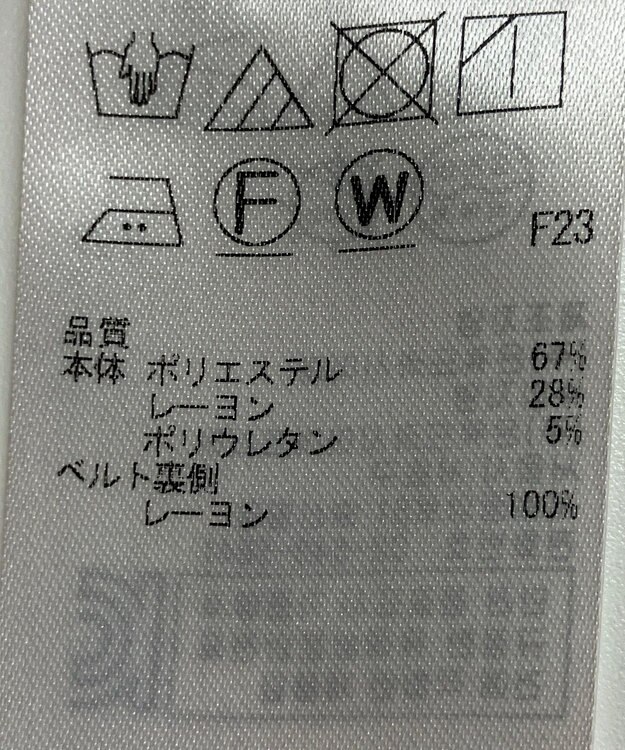 F W F23
品質
本体 ポリエステル 67%
レーヨン 28%
ポリウレタン 5%
ベルト裏側
レーヨン 100%